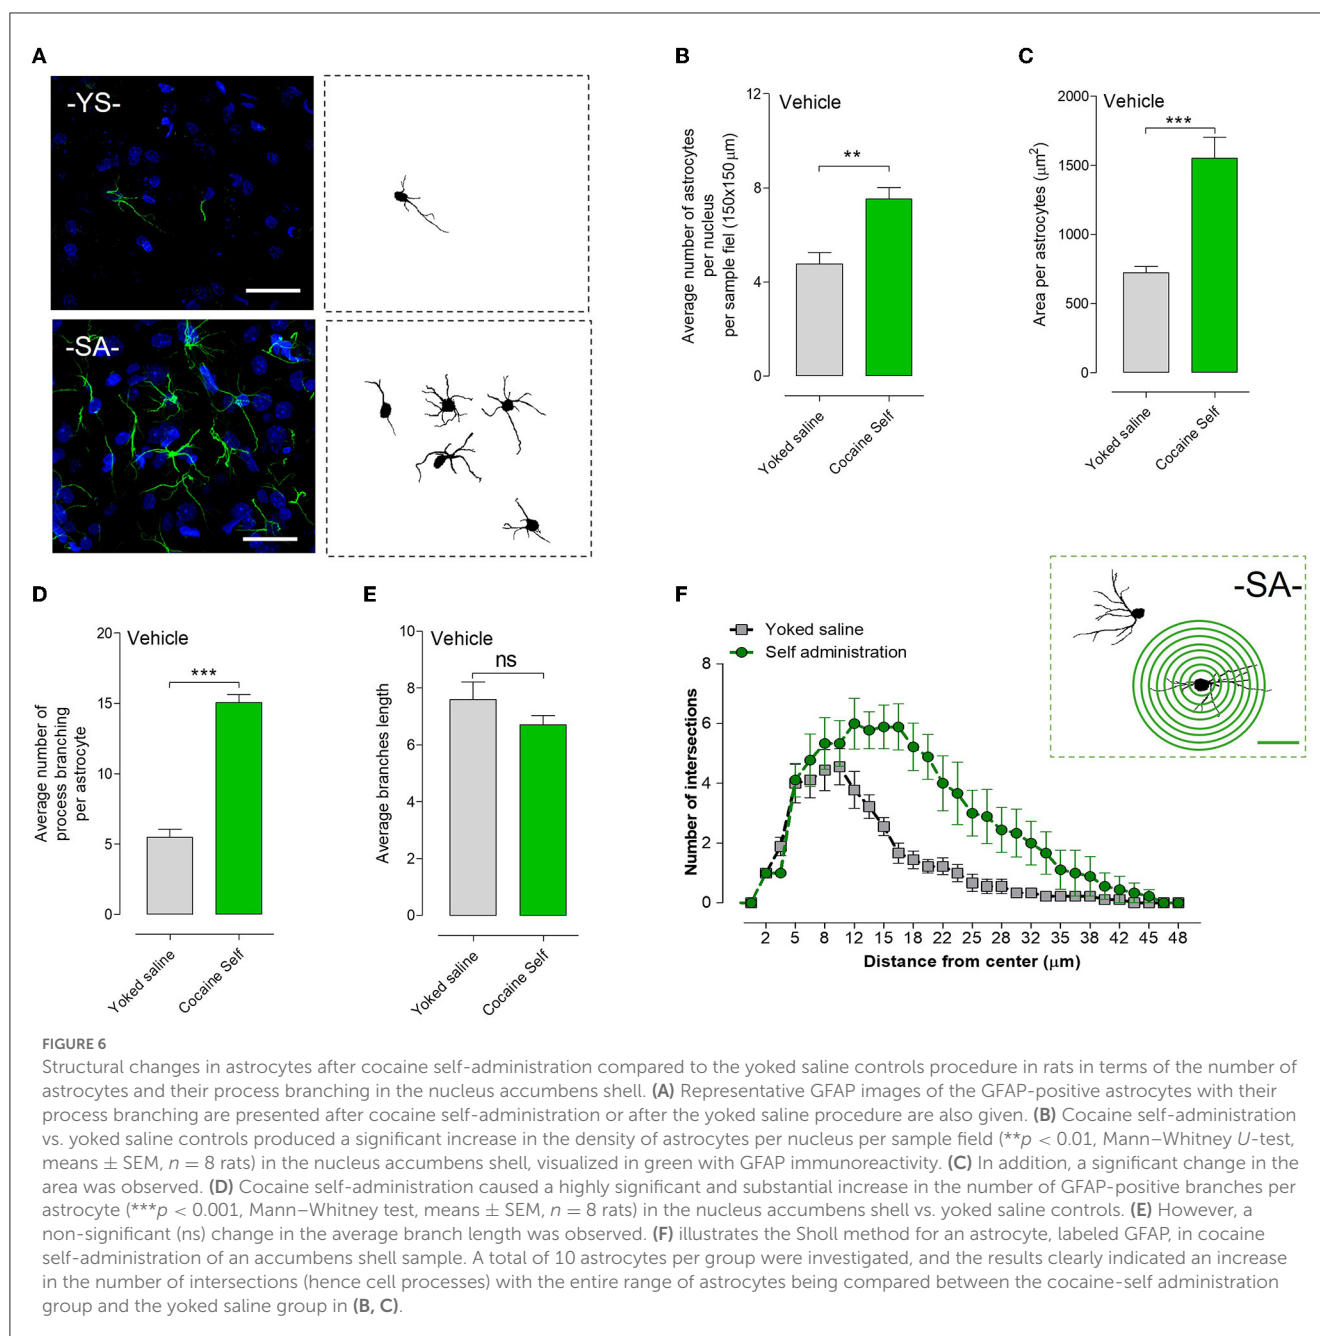 A
-YS-
-SA-
B
Vehicle
**
12
8
4
0
Average number of astrocytes
per nucleus
per sample fiel (150x150 μm)
Yoked saline
Cocaine Self
C
Vehicle
***
2000
1500
1000
500
0
Area per astrocytes (μm²)
Yoked saline
Cocaine Self
D
Vehicle
***
20
15
10
5
0
Average number of
process branching
per astrocyte
Yoked saline
Cocaine Self
E
Vehicle
ns
10
8
6
4
2
0
Average branches length
Yoked saline
Cocaine Self
F
Yoked saline
Self administration
-SA-
8
6
4
2
0
Number of intersections
2 5 8 12 15 18 22 25 28 32 35 38 42 45 48
Distance from center (μm)
FIGURE 6
Structural changes in astrocytes after cocaine self-administration compared to the yoked saline controls procedure in rats in terms of the number of
astrocytes and their process branching in the nucleus accumbens shell. (A) Representative GFAP images of the GFAP-positive astrocytes with their
process branching are presented after cocaine self-administration or after the yoked saline procedure are also given. (B) Cocaine self-administration
vs. yoked saline controls produced a significant increase in the density of astrocytes per nucleus per sample field (**p < 0.01, Mann–Whitney U-test,
means ± SEM, n = 8 rats) in the nucleus accumbens shell, visualized in green with GFAP immunoreactivity. (C) In addition, a significant change in the
area was observed. (D) Cocaine self-administration caused a highly significant and substantial increase in the number of GFAP-positive branches per
astrocyte (***p < 0.001, Mann–Whitney test, means ± SEM, n = 8 rats) in the nucleus accumbens shell vs. yoked saline controls. (E) However, a
non-significant (ns) change in the average branch length was observed. (F) illustrates the Sholl method for an astrocyte, labeled GFAP, in cocaine
self-administration of an accumbens shell sample. A total of 10 astrocytes per group were investigated, and the results clearly indicated an increase
in the number of intersections (hence cell processes) with the entire range of astrocytes being compared between the cocaine-self administration
group and the yoked saline group in (B, C).